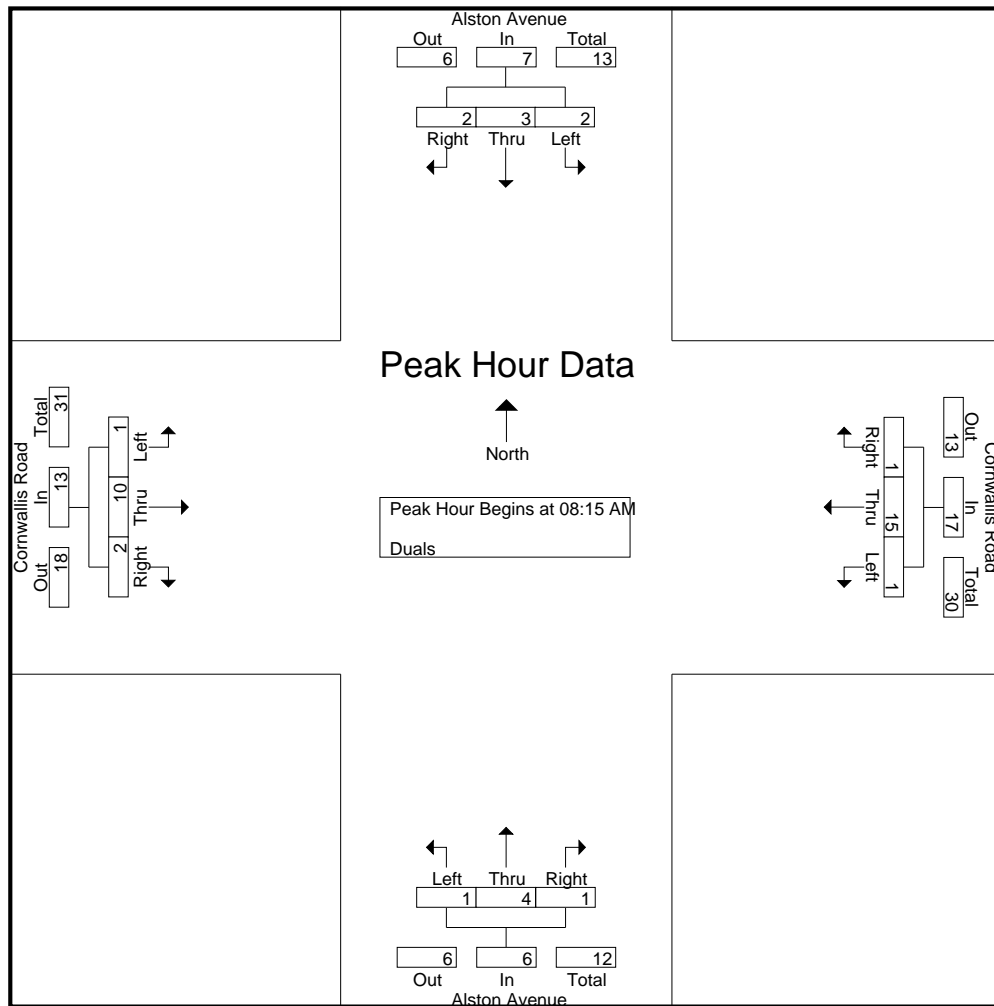 Alston Avenue
Out In Total
6 7 13
2 3 2
Right Thru Left
Peak Hour Data
North
Peak Hour Begins at 08:15 AM
Duals
Cornwallis Road
Total In Out
31 13 18
1 10 2
Left Thru Right
Cornwallis Road
Out In Total
13 17 30
1 15 1
Right Thru Left
Left Thru Right
1 4 1
6 6 12
Out In Total
Alston Avenue